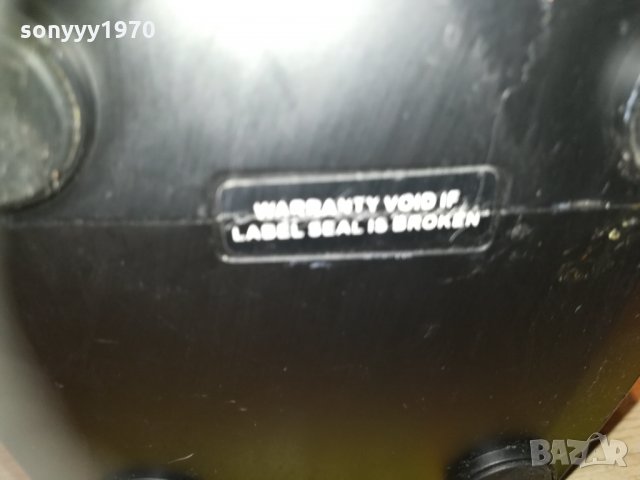 sonyyy1970
WARRANTY VOID IF
LABEL SEAL IS BROKEN
BAZAR